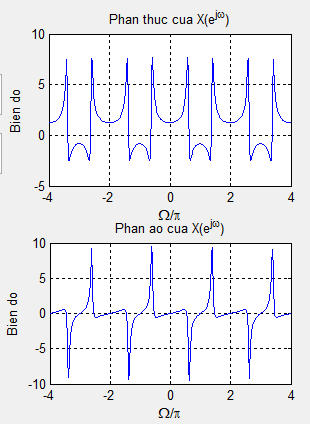 Phan thuc cua X(e^jω)
10
5
0
-5
Bien do
-4 -2 0 2 4
Ω/π
Phan ao cua X(e^jω)
10
5
0
-5
-10
Bien do
-4 -2 0 2 4
Ω/π